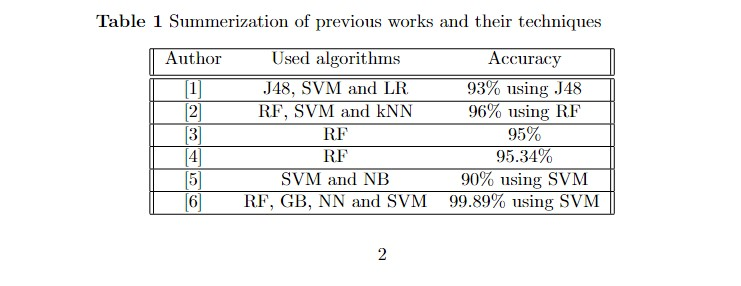 Table 1 Summerization of previous works and their techniques
Author Used algorithms Accuracy
[1] J48, SVM and LR 93% using J48
[2] RF, SVM and kNN 96% using RF
[3] RF 95%
[4] RF 95.34%
[5] SVM and NB 90% using SVM
[6] RF, GB, NN and SVM 99.89% using SVM
2